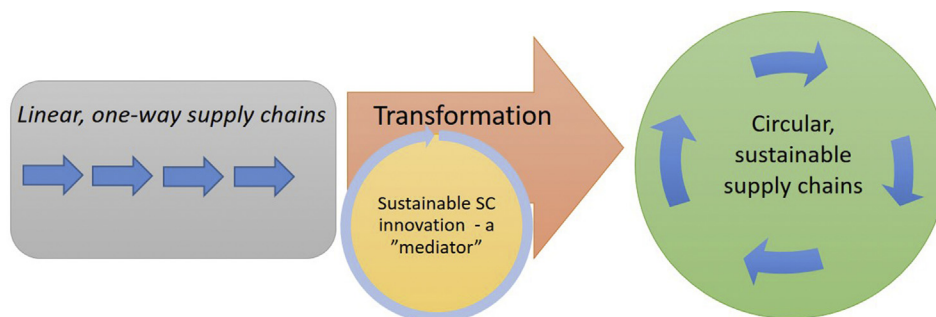 Linear, one-way supply chains
Transformation
Sustainable SC
innovation - a
”mediator”
Circular,
sustainable
supply chains